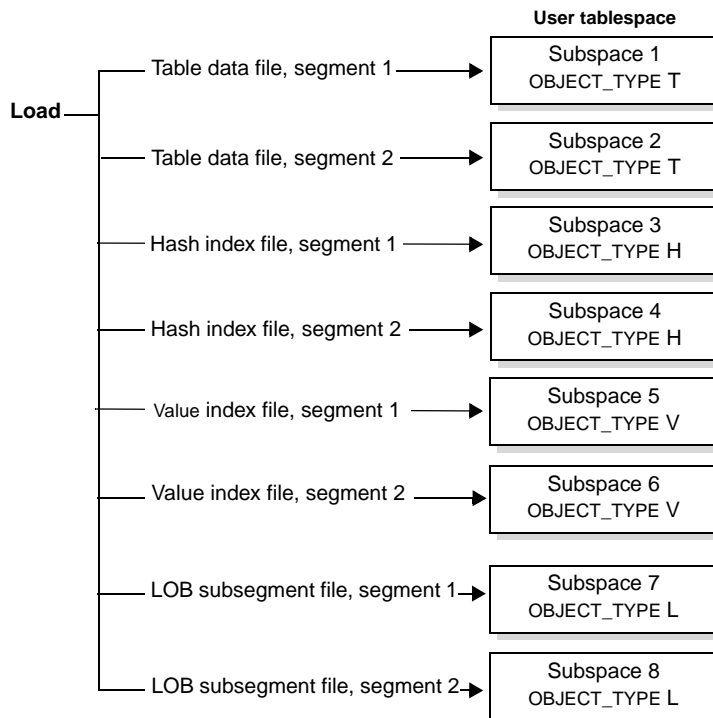 User tablespace
Load
Table data file, segment 1
Subspace 1
OBJECT_TYPE T
Table data file, segment 2
Subspace 2
OBJECT_TYPE T
Hash index file, segment 1
Subspace 3
OBJECT_TYPE H
Hash index file, segment 2
Subspace 4
OBJECT_TYPE H
Value index file, segment 1
Subspace 5
OBJECT_TYPE V
Value index file, segment 2
Subspace 6
OBJECT_TYPE V
LOB subsegment file, segment 1
Subspace 7
OBJECT_TYPE L
LOB subsegment file, segment 2
Subspace 8
OBJECT_TYPE L